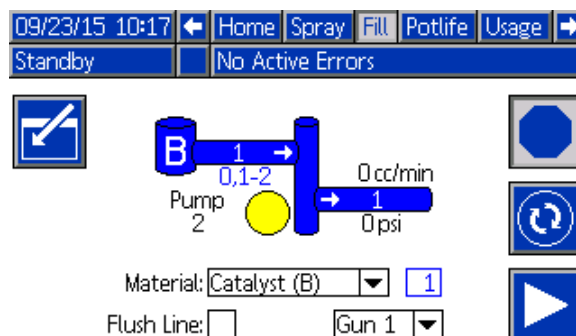 09/23/15 10:17 Home Spray Fill Potlife Usage
Standby No Active Errors
B 1 0 cc/min
0,1-2
Pump 2 1
0 psi
Material: Catalyst (B) 1
Flush Line: Gun 1